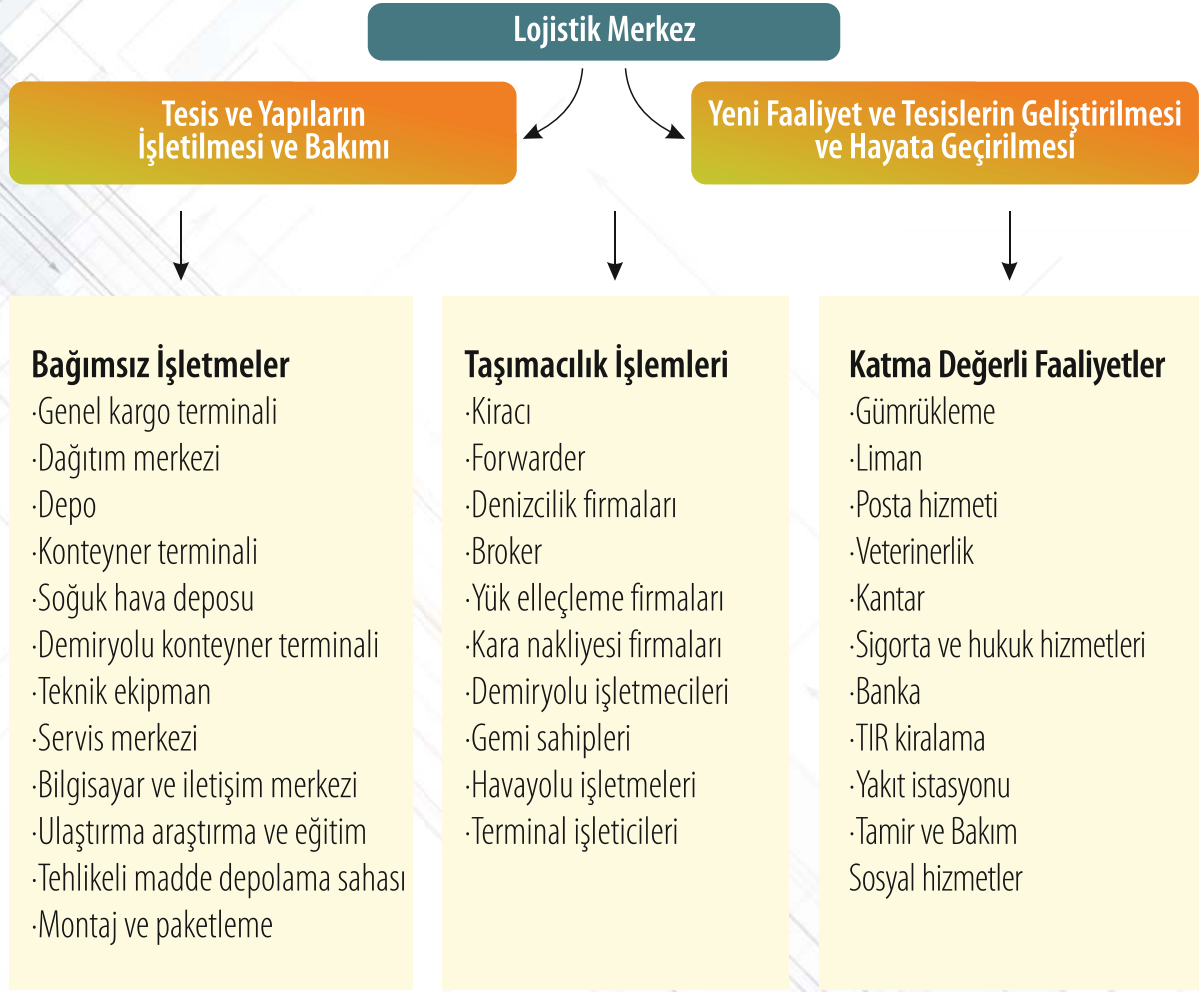 Lojistik Merkez
Tesis ve Yapıların
İşletilmesi ve Bakımı
Yeni Faaliyet ve Tesislerin Geliştirilmesi
ve Hayata Geçirilmesi
Bağımsız İşletmeler
·Genel kargo terminali
·Dağıtım merkezi
·Depo
·Konteyner terminali
·Soğuk hava deposu
·Demiryolu konteyner terminali
·Teknik ekipman
·Servis merkezi
·Bilgisayar ve iletişim merkezi
·Ulaştırma araştırma ve eğitim
·Tehlikeli madde depolama sahası
·Montaj ve paketleme
Taşımacılık İşlemleri
·Kiracı
·Forwarder
·Denizcilik firmaları
·Broker
·Yük elleçleme firmaları
·Kara nakliyesi firmaları
·Demiryolu işletmecileri
·Gemi sahipleri
·Havayolu işletmeleri
·Terminal işleticileri
Katma Değerli Faaliyetler
·Gümrükleme
·Liman
·Posta hizmeti
·Veterinerlik
·Kantar
·Sigorta ve hukuk hizmetleri
·Banka
·TIR kiralama
·Yakıt istasyonu
·Tamir ve Bakım
Sosyal hizmetler